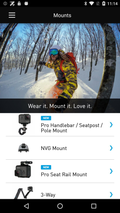 11:14
Mounts
Wear it. Mount it. Love it.
NEW
Pro Handlebar / Seatpost /
Pole Mount
NVG Mount
NEW
Pro Seat Rail Mount
3-Way